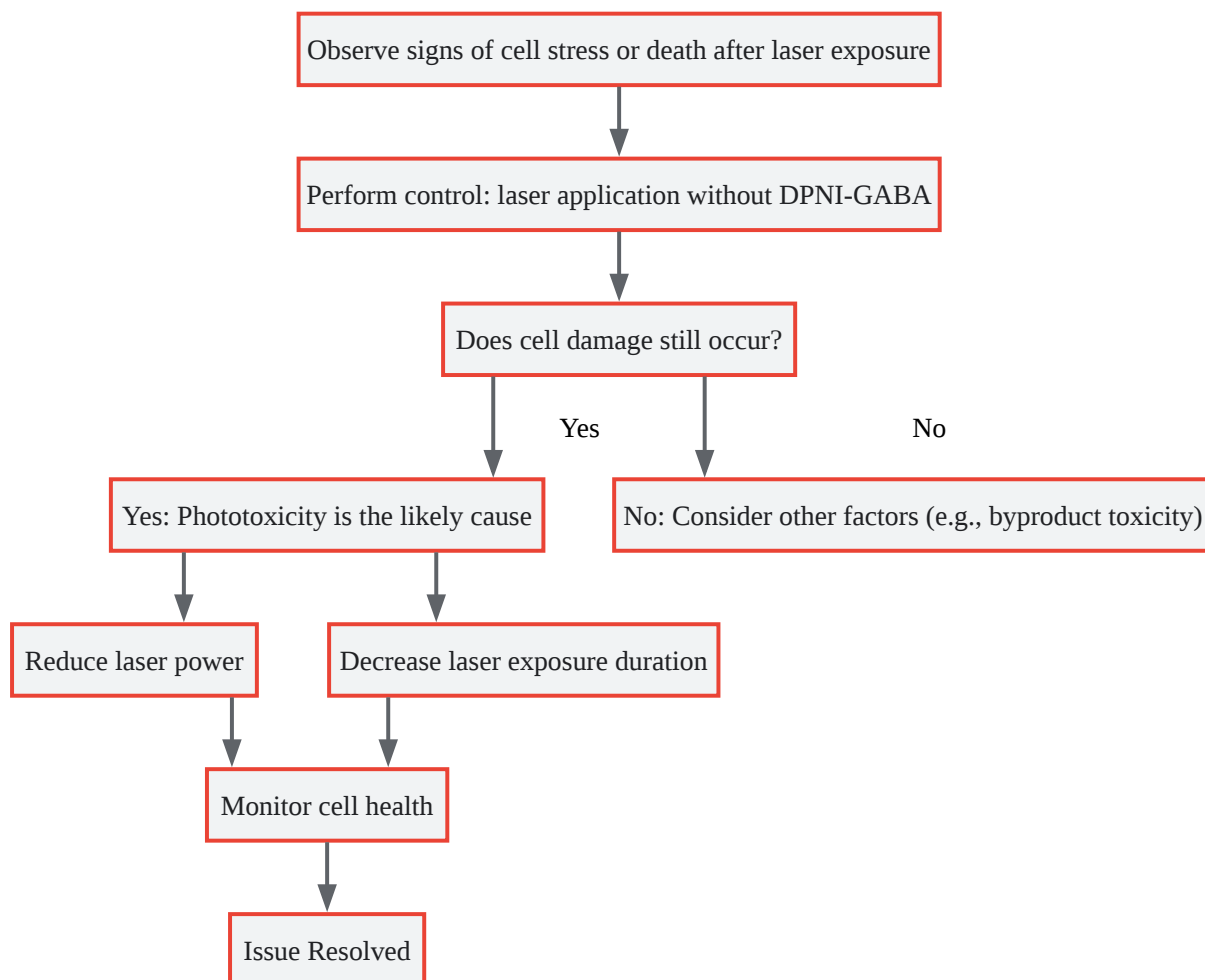 Observe signs of cell stress or death after laser exposure
Perform control: laser application without DPNI-GABA
Does cell damage still occur?
Yes
No
Yes: Phototoxicity is the likely cause
No: Consider other factors (e.g., byproduct toxicity)
Reduce laser power
Decrease laser exposure duration
Monitor cell health
Issue Resolved